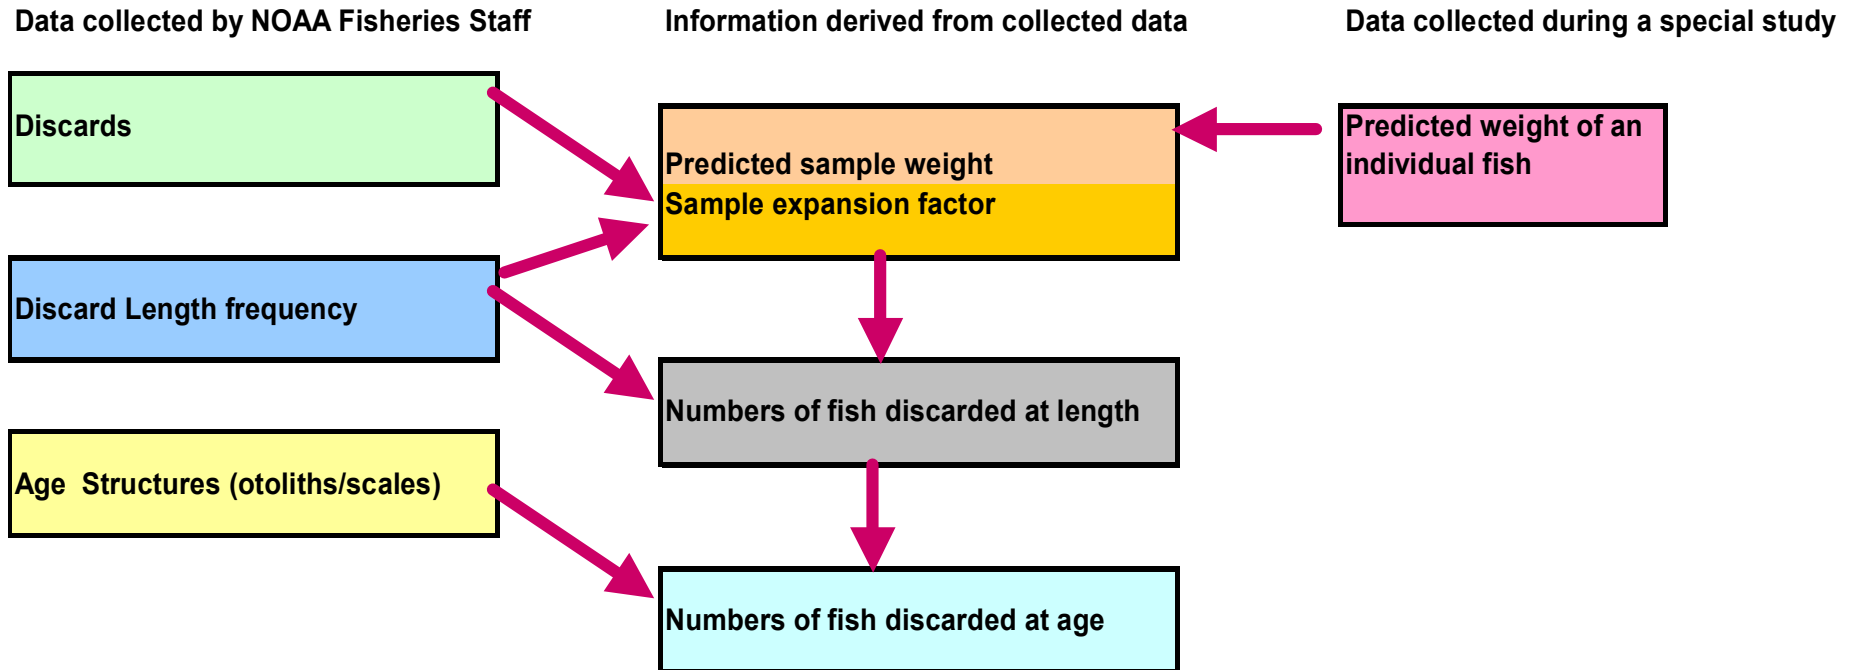 Data collected by NOAA Fisheries Staff
Information derived from collected data
Data collected during a special study
Discards
Predicted sample weight
Sample expansion factor
Predicted weight of an
individual fish
Discard Length frequency
Numbers of fish discarded at length
Age  Structures (otoliths/scales)
Numbers of fish discarded at age